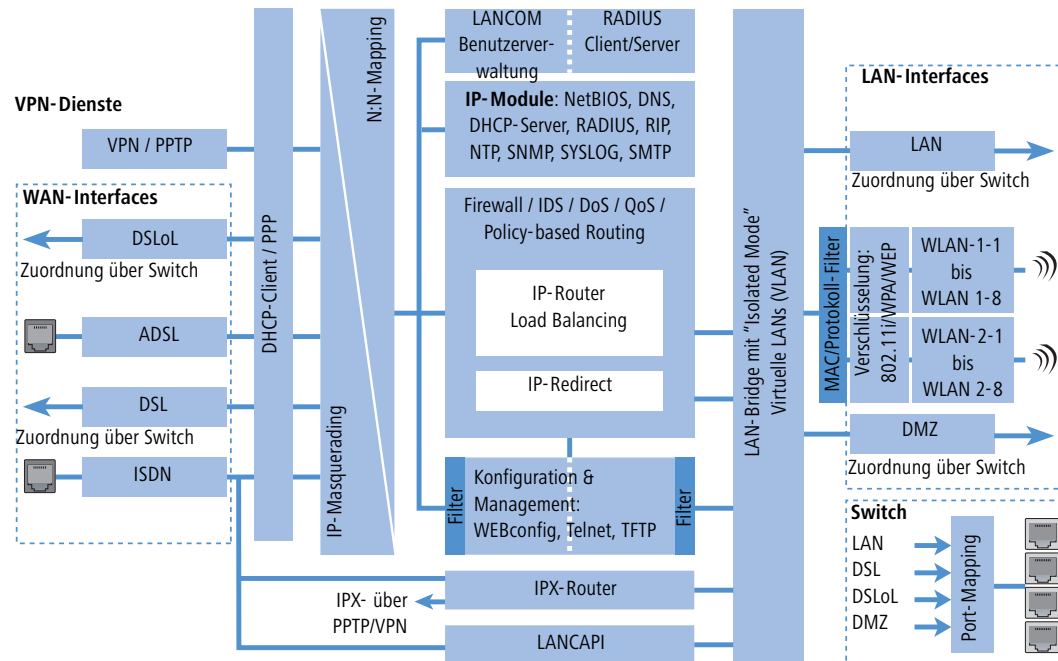 VPN-Dienste
VPN / PPTP
WAN-Interfaces
DSLoL
Zuordnung über Switch
ADSL
DSL
Zuordnung über Switch
ISDN
DHCP-Client / PPP
IP-Masquerading
N:N-Mapping
LANCOM
Benutzerver-
waltung
RADIUS
Client/Server
IP-Module: NetBIOS, DNS,
DHCP-Server, RADIUS, RIP,
NTP, SNMP, SYSLOG, SMTP
Firewall / IDS / DoS / QoS /
Policy-based Routing
IP-Router
Load Balancing
IP-Redirect
Filter
Konfiguration &
Management:
WEBconfig, Telnet, TFTP
Filter
IPX-Router
IPX- über
PPTP/VPN
LANCAPI
LAN-Bridge mit "Isolated Mode"
Virtuelle LANs (VLAN)
LAN-Interfaces
LAN
Zuordnung über Switch
MAC/Protokoll-Filter
Verschlüsselung:
802.11i/WPA/WEP
WLAN-1-1
bis
WLAN 1-8
WLAN-2-1
bis
WLAN 2-8
DMZ
Zuordnung über Switch
Switch
LAN
DSL
DSLoL
DMZ
Port-Mapping